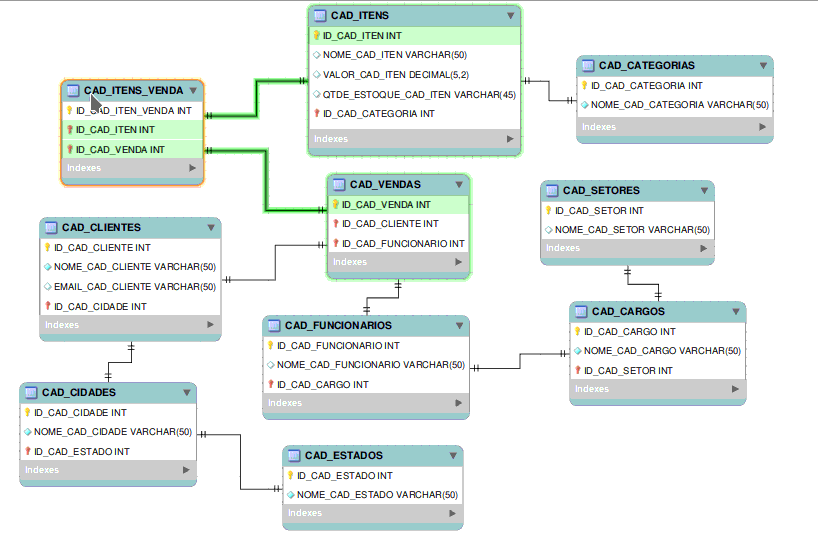 CAD_ITENS
ID_CAD_ITEN INT
NOME_CAD_ITEN VARCHAR(50)
VALOR_CAD_ITEN DECIMAL(5,2)
QTDE_ESTOQUE_CAD_ITEN VARCHAR(45)
ID_CAD_CATEGORIA INT
Indexes
CAD_CATEGORIAS
ID_CAD_CATEGORIA INT
NOME_CAD_CATEGORIA VARCHAR(50)
Indexes
CAD_ITENS_VENDA
ID_CAD_ITEN_VENDA INT
ID_CAD_ITEN INT
ID_CAD_VENDA INT
Indexes
CAD_VENDAS
ID_CAD_VENDA INT
ID_CAD_CLIENTE INT
ID_CAD_FUNCIONARIO INT
Indexes
CAD_SETORES
ID_CAD_SETOR INT
NOME_CAD_SETOR VARCHAR(50)
Indexes
CAD_CLIENTES
ID_CAD_CLIENTE INT
NOME_CAD_CLIENTE VARCHAR(50)
EMAIL_CAD_CLIENTE VARCHAR(50)
ID_CAD_CIDADE INT
Indexes
CAD_FUNCIONARIOS
ID_CAD_FUNCIONARIO INT
NOME_CAD_FUNCIONARIO VARCHAR(50)
ID_CAD_CARGO INT
Indexes
CAD_CARGOS
ID_CAD_CARGO INT
NOME_CAD_CARGO VARCHAR(50)
ID_CAD_SETOR INT
Indexes
CAD_CIDADES
ID_CAD_CIDADE INT
NOME_CAD_CIDADE VARCHAR(50)
ID_CAD_ESTADO INT
Indexes
CAD_ESTADOS
ID_CAD_ESTADO INT
NOME_CAD_ESTADO VARCHAR(50)
Indexes